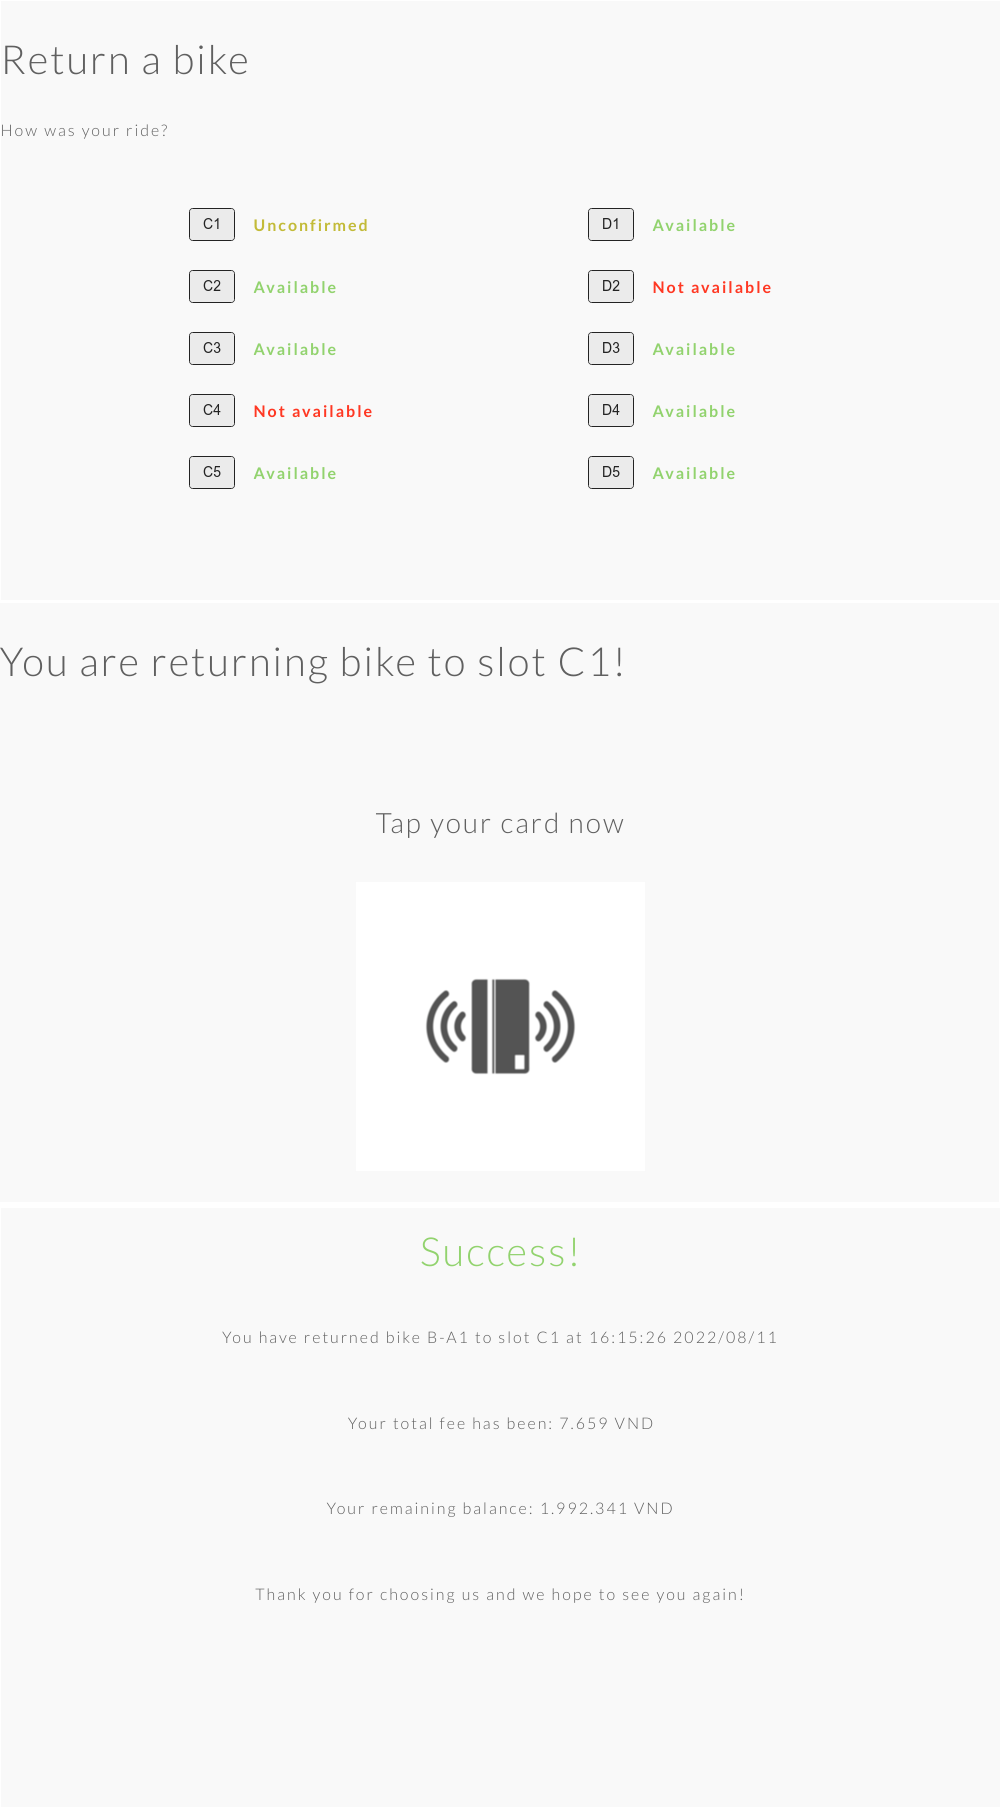 Return a bike
How was your ride?
C1 Unconfirmed D1 Available
C2 Available D2 Not available
C3 Available D3 Available
C4 Not available D4 Available
C5 Available D5 Available
You are returning bike to slot C1!
Tap your card now
Success!
You have returned bike B-A1 to slot C1 at 16:15:26 2022/08/11
Your total fee has been: 7.659 VND
Your remaining balance: 1.992.341 VND
Thank you for choosing us and we hope to see you again!